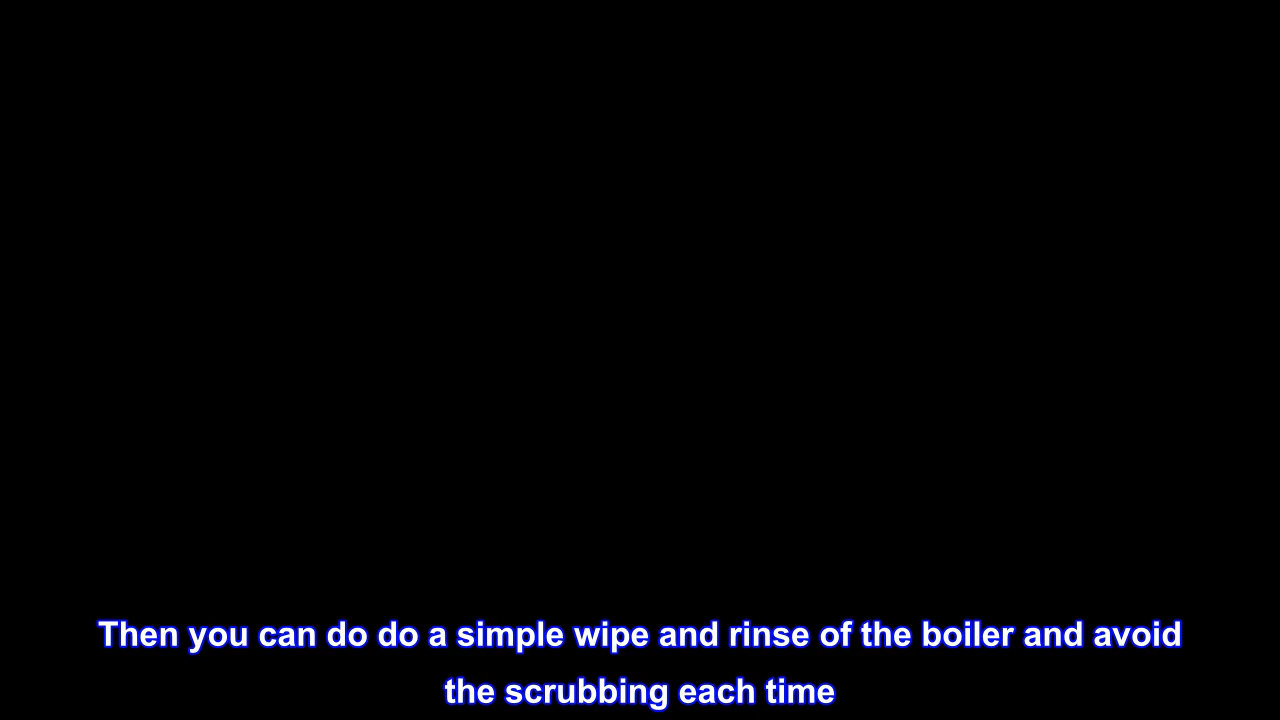 Then you can do do a simple wipe and rinse of the boiler and avoid
the scrubbing each time